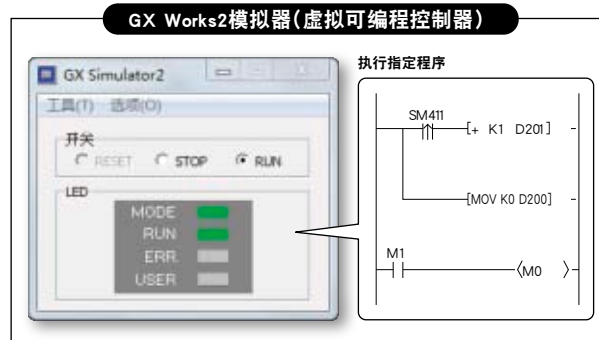 GX Works2模拟器（虚拟可编程控制器）
GX Simulator2
工具(T) 选项(O)
开关
RESET STOP RUN
LED
MODE
RUN
ERR.
USER
执行指定程序
SM411
[+ K1 D201]
[MOV K0 D200]
M1
〈M0 〉